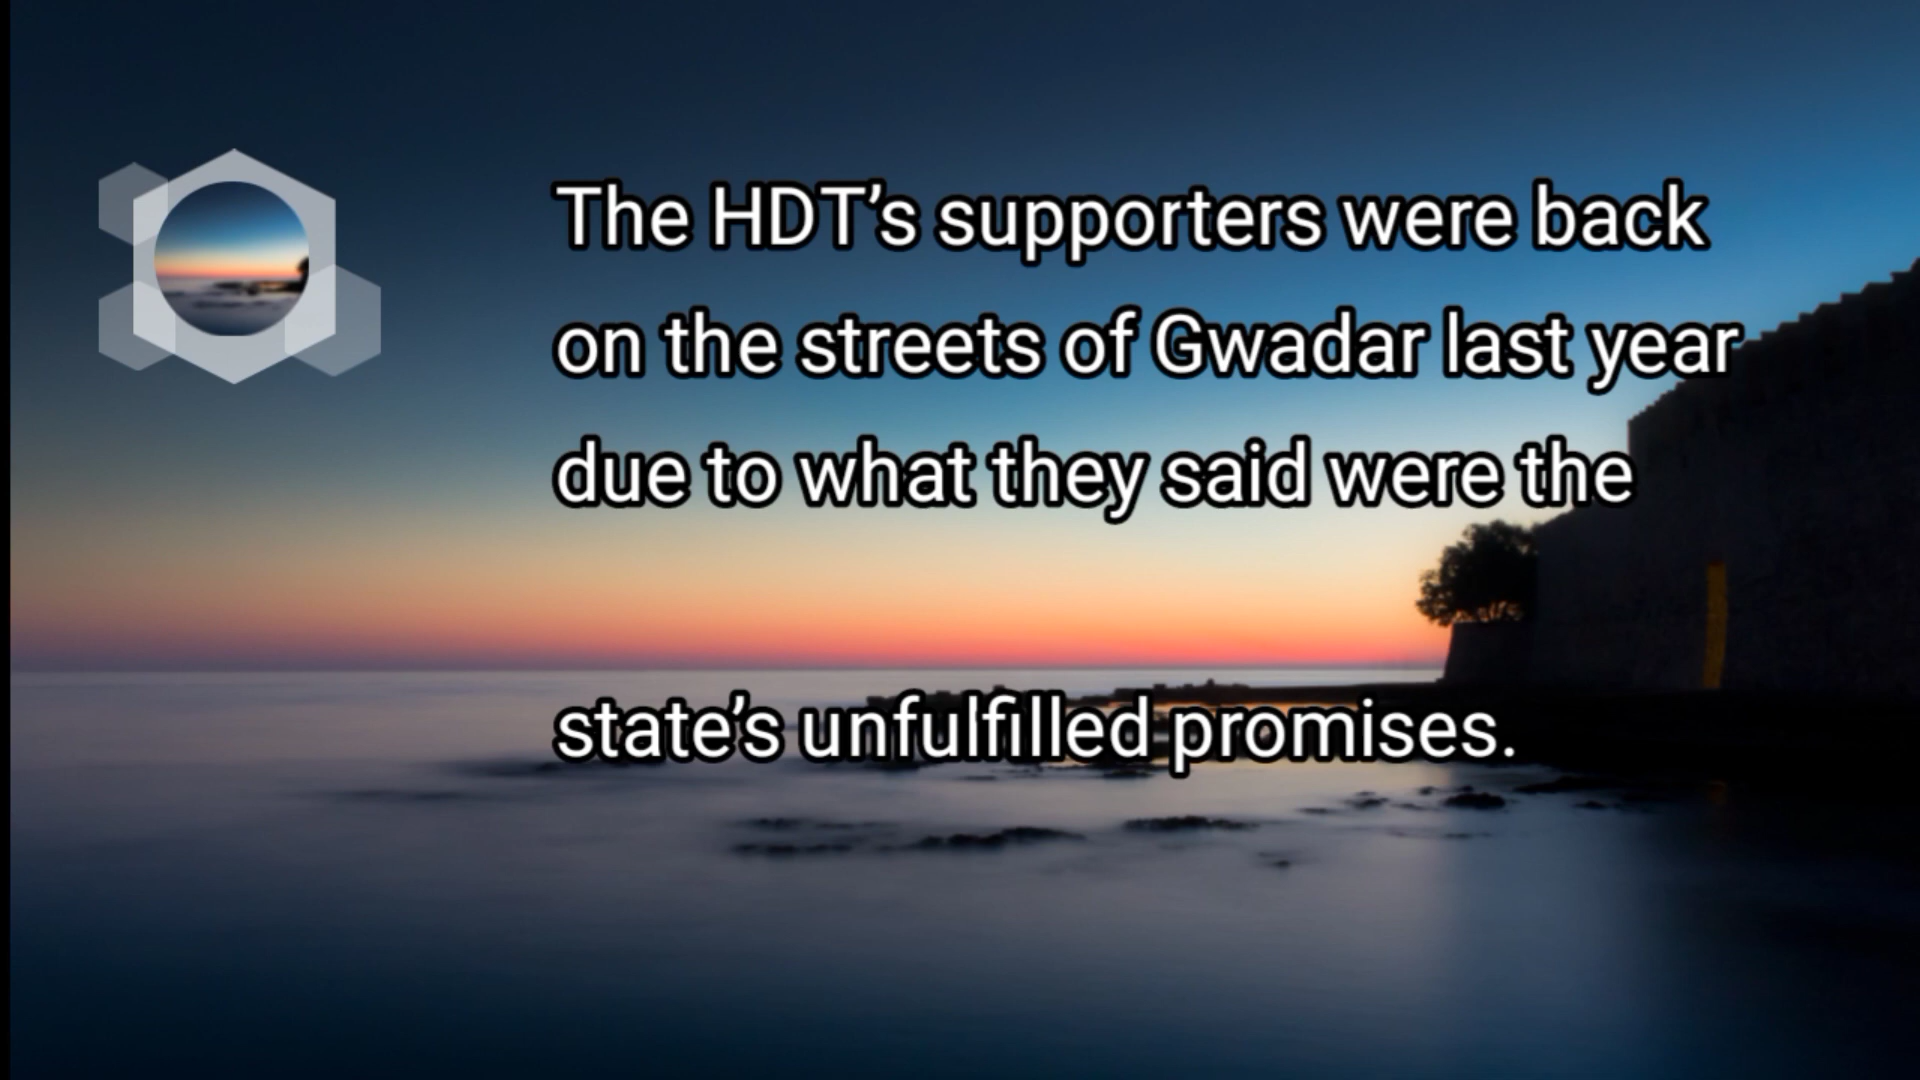 The HDT’s supporters were back
on the streets of Gwadar last year
due to what they said were the
state’s unfulfilled promises.